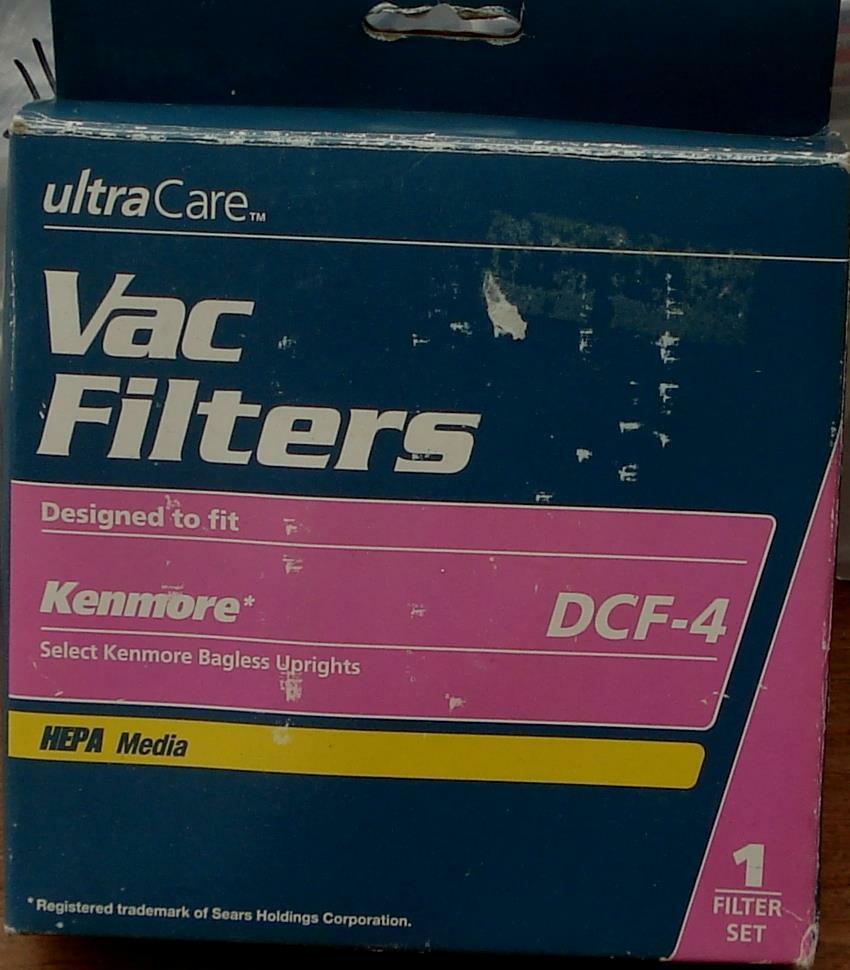 ultraCare™
Vac
Filters
Designed to fit
Kenmore*
DCF-4
Select Kenmore Bagless Uprights
HEPA Media
1
FILTER
SET
*Registered trademark of Sears Holdings Corporation.